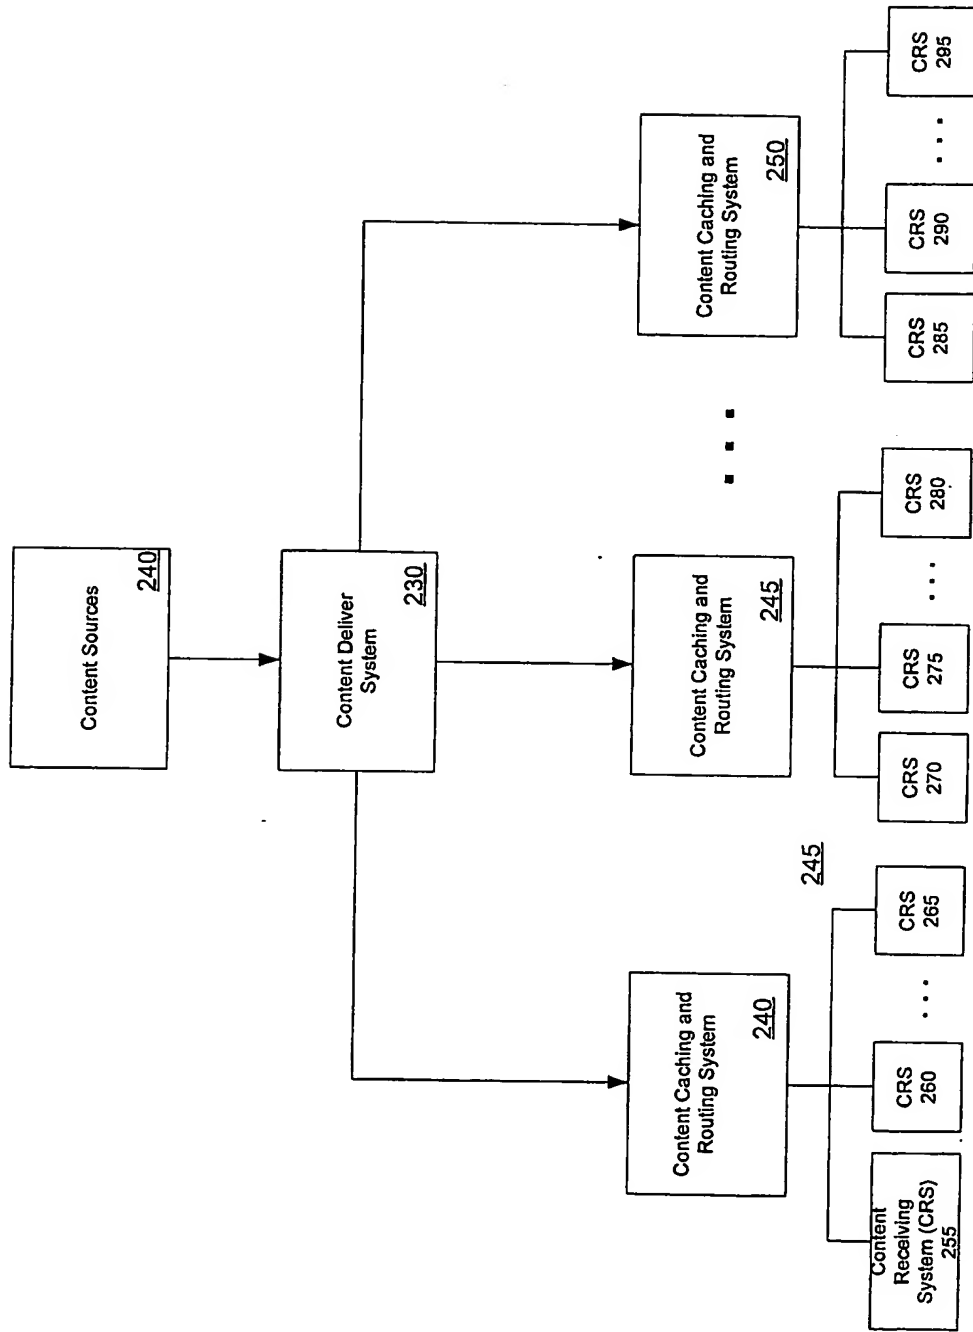 Content Sources
240
Content Deliver
System
230
Content Caching and
Routing System
240
Content Caching and
Routing System
245
. . .
Content Caching and
Routing System
250
245
Content
Receiving
System (CRS)
255
CRS
260
. . .
CRS
265
CRS
270
CRS
275
. . .
CRS
280
CRS
285
CRS
290
. . .
CRS
295